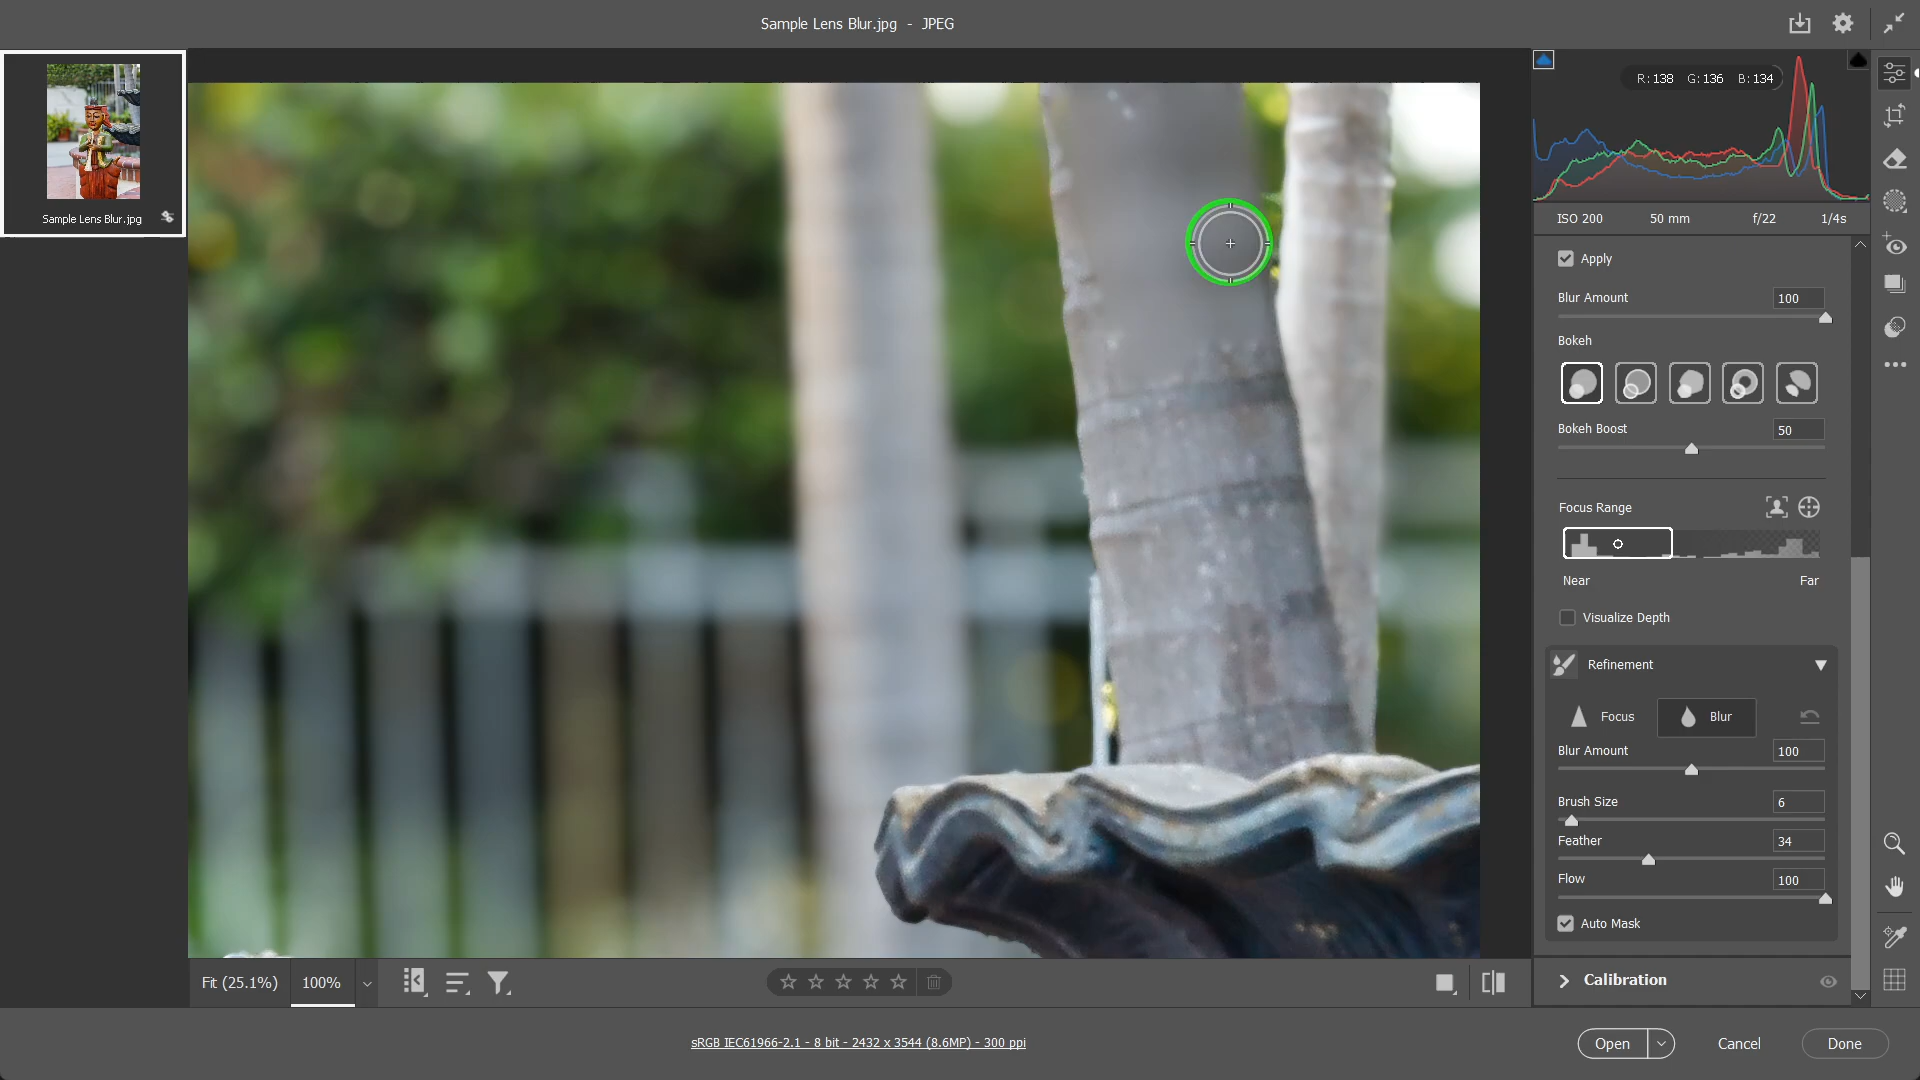 Sample Lens Blur.jpg - JPEG
Sample Lens Blur.jpg
R: 138 G: 136 B: 134
ISO 200 50 mm f/22 1/4s
Apply
Blur Amount 100
Bokeh
Bokeh Boost 50
Focus Range
Near Far
Visualize Depth
Refinement
Focus Blur
Blur Amount 100
Brush Size 6
Feather 34
Flow 100
Auto Mask
Calibration
Fit (25.1%) 100%
sRGB IEC61966-2.1 - 8 bit - 2432 x 3544 (8.6MP) - 300 ppi
Open Cancel Done